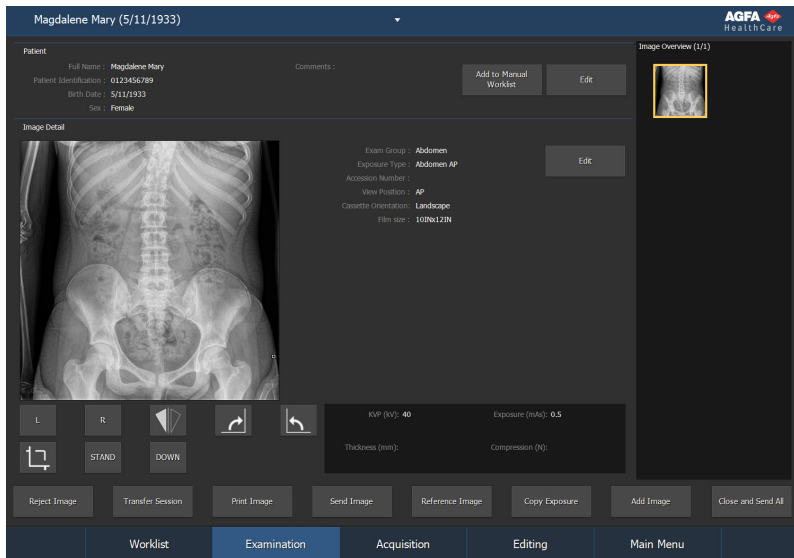 Magdalene Mary (5/11/1933)
AGFA Agfa
HealthCare
Patient
Full Name : Magdalene Mary
Patient Identification : 0123456789
Birth Date : 5/11/1933
Sex : Female
Comments :
Add to Manual
Worklist
Edit
Image Overview (1/1)
Image Detail
Exam Group : Abdomen
Exposure Type : Abdomen AP
Accession Number :
View Position : AP
Cassette Orientation: Landscape
Film size : 10INx12IN
Edit
L
R
STAND
DOWN
KVP (kV): 40
Exposure (mAs): 0.5
Thickness (mm):
Compression (N):
Reject Image
Transfer Session
Print Image
Send Image
Reference Image
Copy Exposure
Add Image
Close and Send All
Worklist
Examination
Acquisition
Editing
Main Menu